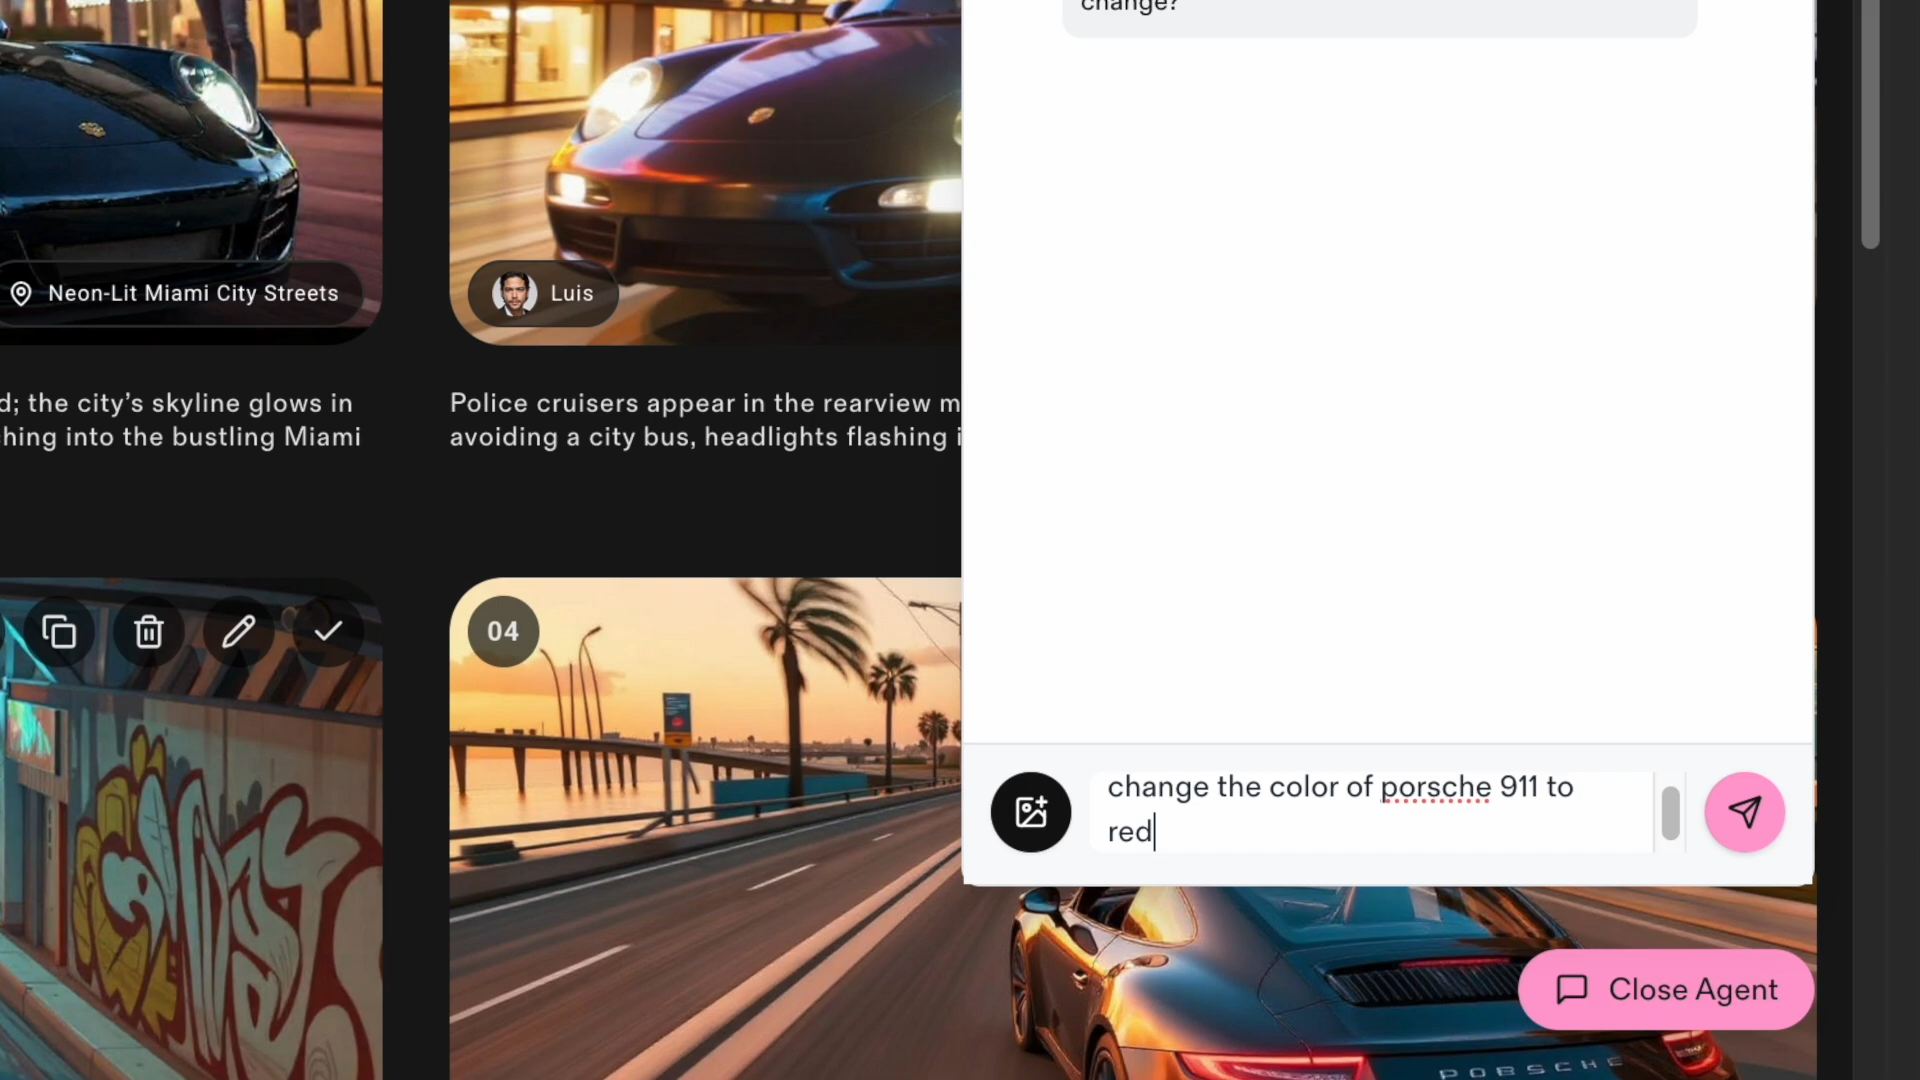 change?
Neon-Lit Miami City Streets
Luis
d; the city's skyline glows in
hing into the bustling Miami
Police cruisers appear in the rearview m
avoiding a city bus, headlights flashing i
04
change the color of porsche 911 to
red
Close Agent
PORSCHE